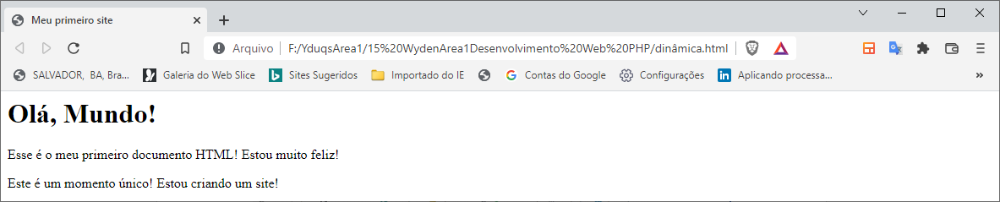 Meu primeiro site
Arquivo F:/YduqsArea1/15%20WydenArea1Desenvolvimento%20Web%20PHP/dinâmica.html
SALVADOR, BA, Bra... Galeria do Web Slice Sites Sugeridos Importado do IE Contas do Google Configurações Aplicando processa...
Olá, Mundo!
Esse é o meu primeiro documento HTML! Estou muito feliz!
Este é um momento único! Estou criando um site!